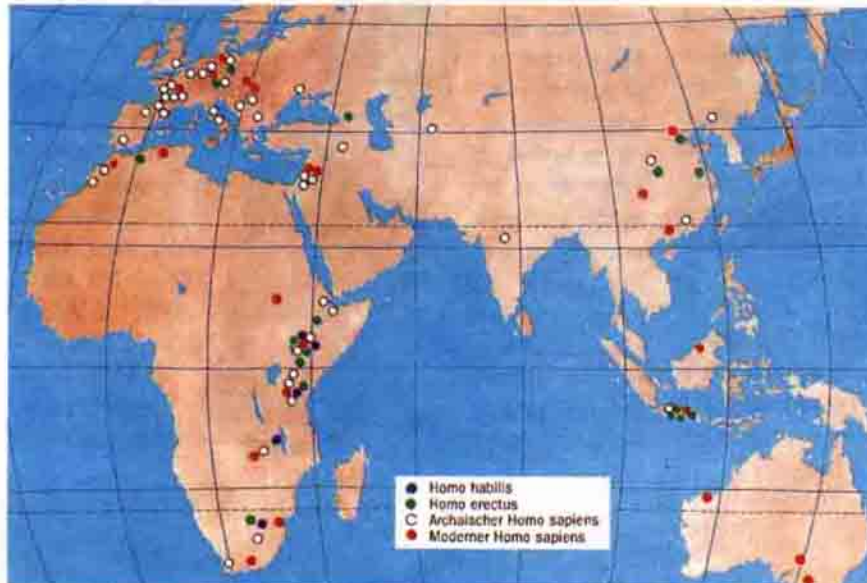 Homo habilis
Homo erectus
Archaischer Homo sapiens
Moderner Homo sapiens